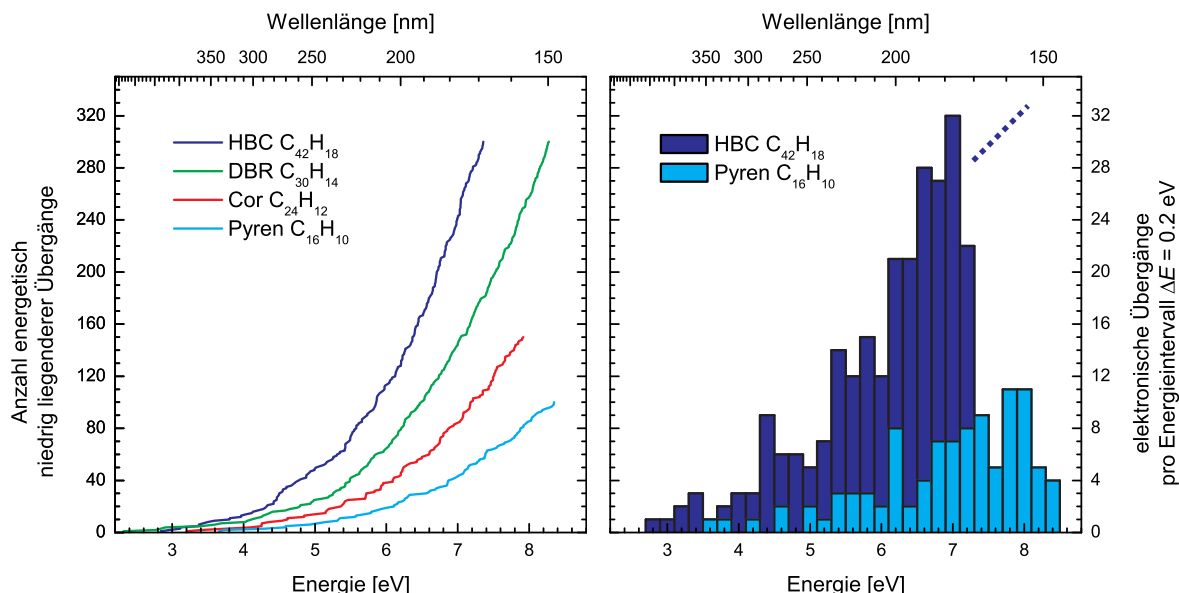 Wellenlänge [nm]
350 300 250 200 150
320
280
240
200
160
120
80
40
0
Anzahl energetisch
niedrig liegenderer Übergänge
HBC C42H18
DBR C30H14
Cor C24H12
Pyren C16H10
3 4 5 6 7 8
Energie [eV]
Wellenlänge [nm]
350 300 250 200 150
HBC C42H18
Pyren C16H10
32
28
24
20
16
12
8
4
0
elektronische Übergänge
pro Energieintervall ΔE = 0.2 eV
3 4 5 6 7 8
Energie [eV]